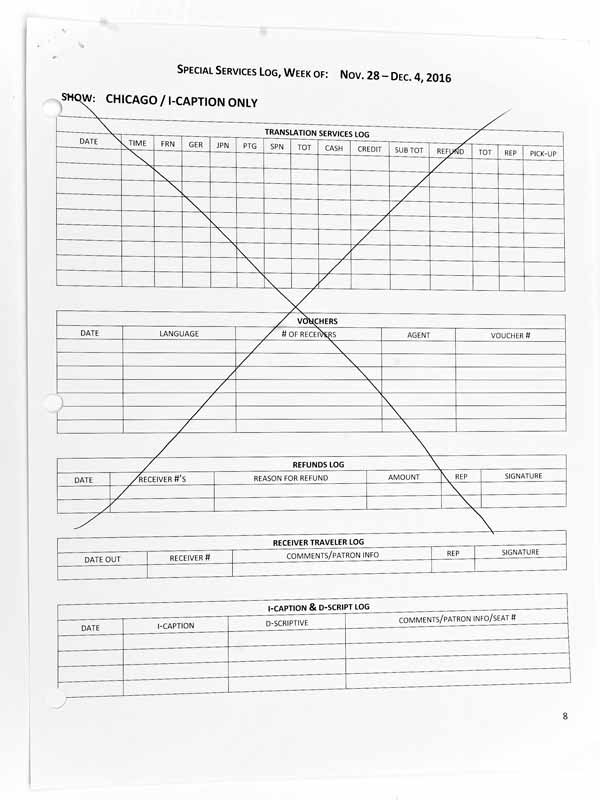 SPECIAL SERVICES LOG, WEEK OF: NOV. 28 – DEC. 4, 2016
SHOW: CHICAGO / I-CAPTION ONLY
TRANSLATION SERVICES LOG
DATE TIME FRN GER JPN PTG SPN TOT CASH CREDIT SUB TOT REFUND TOT REP PICK-UP
VOUCHERS
DATE LANGUAGE # OF RECEIVERS AGENT VOUCHER #
REFUNDS LOG
DATE RECEIVER #'S REASON FOR REFUND AMOUNT REP SIGNATURE
RECEIVER TRAVELER LOG
DATE OUT RECEIVER # COMMENTS/PATRON INFO REP SIGNATURE
I-CAPTION & D-SCRIPT LOG
DATE I-CAPTION D-SCRIPTIVE COMMENTS/PATRON INFO/SEAT #
8